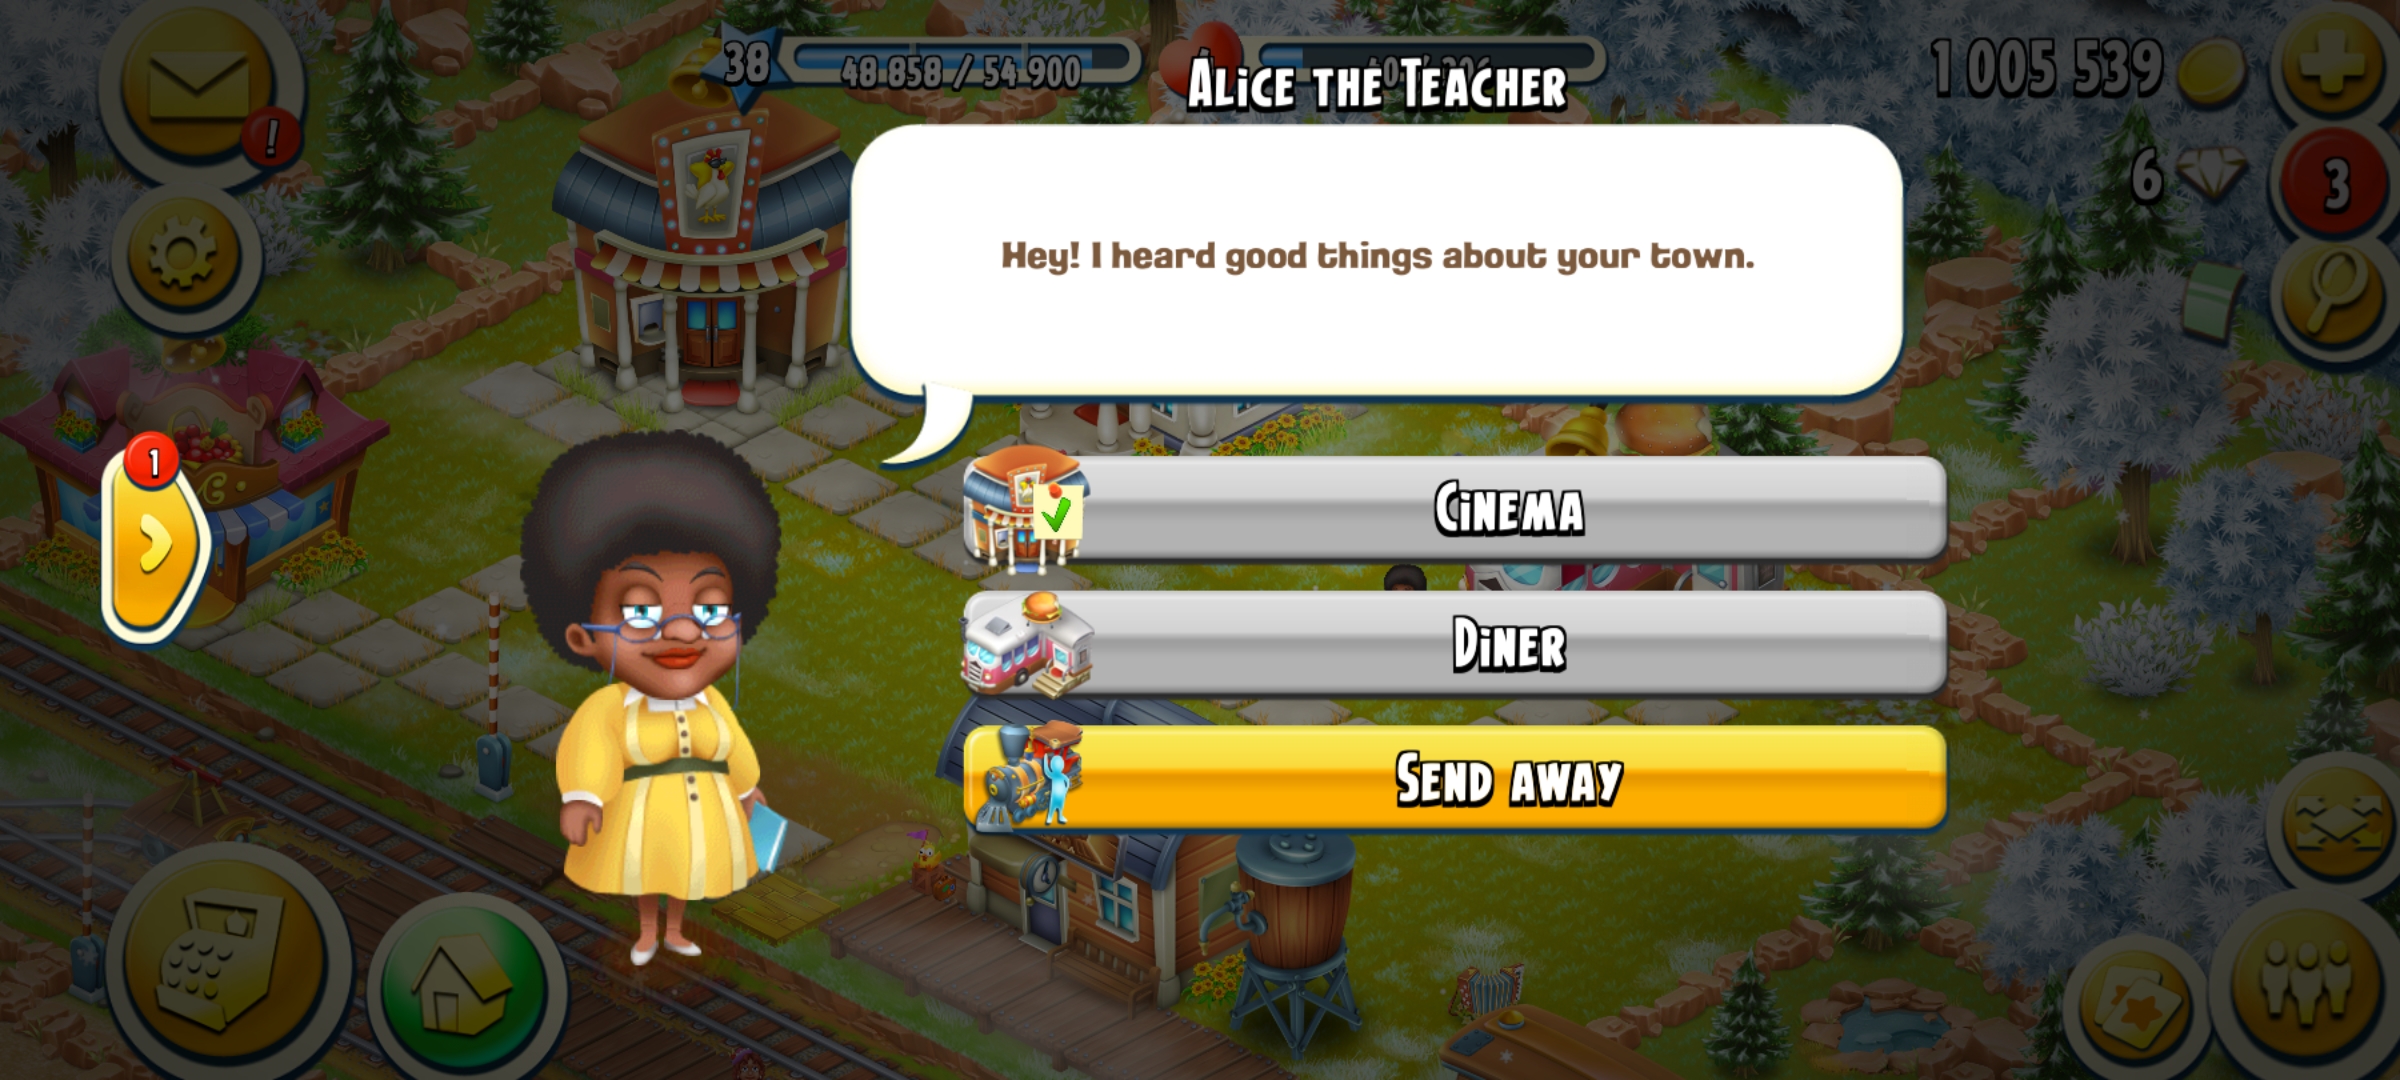 38
48 858 / 54 900
1 005 539
ALiCE THE TEACHER
6
3
!
Hey! I heard good things about your town.
1
CiNEMA
DiNER
SEND AWAY